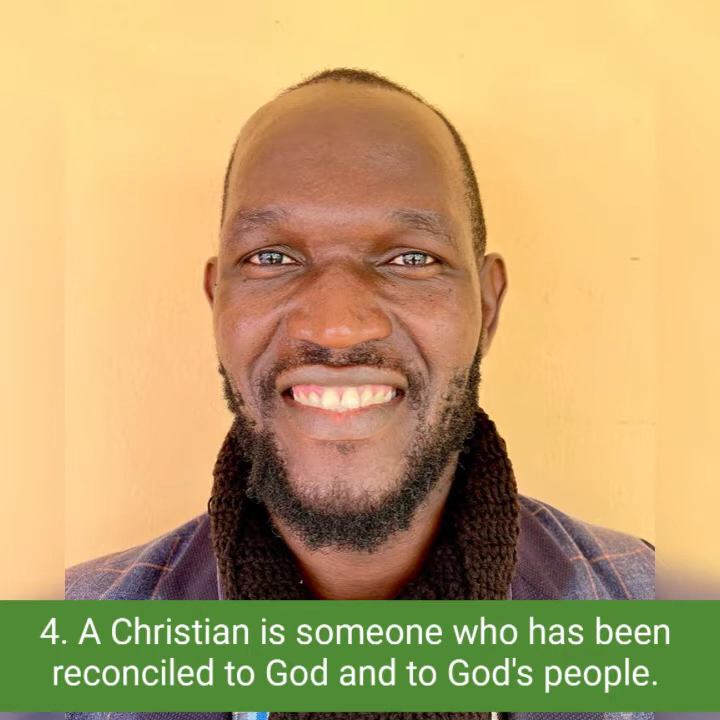 4. A Christian is someone who has been
reconciled to God and to God's people.